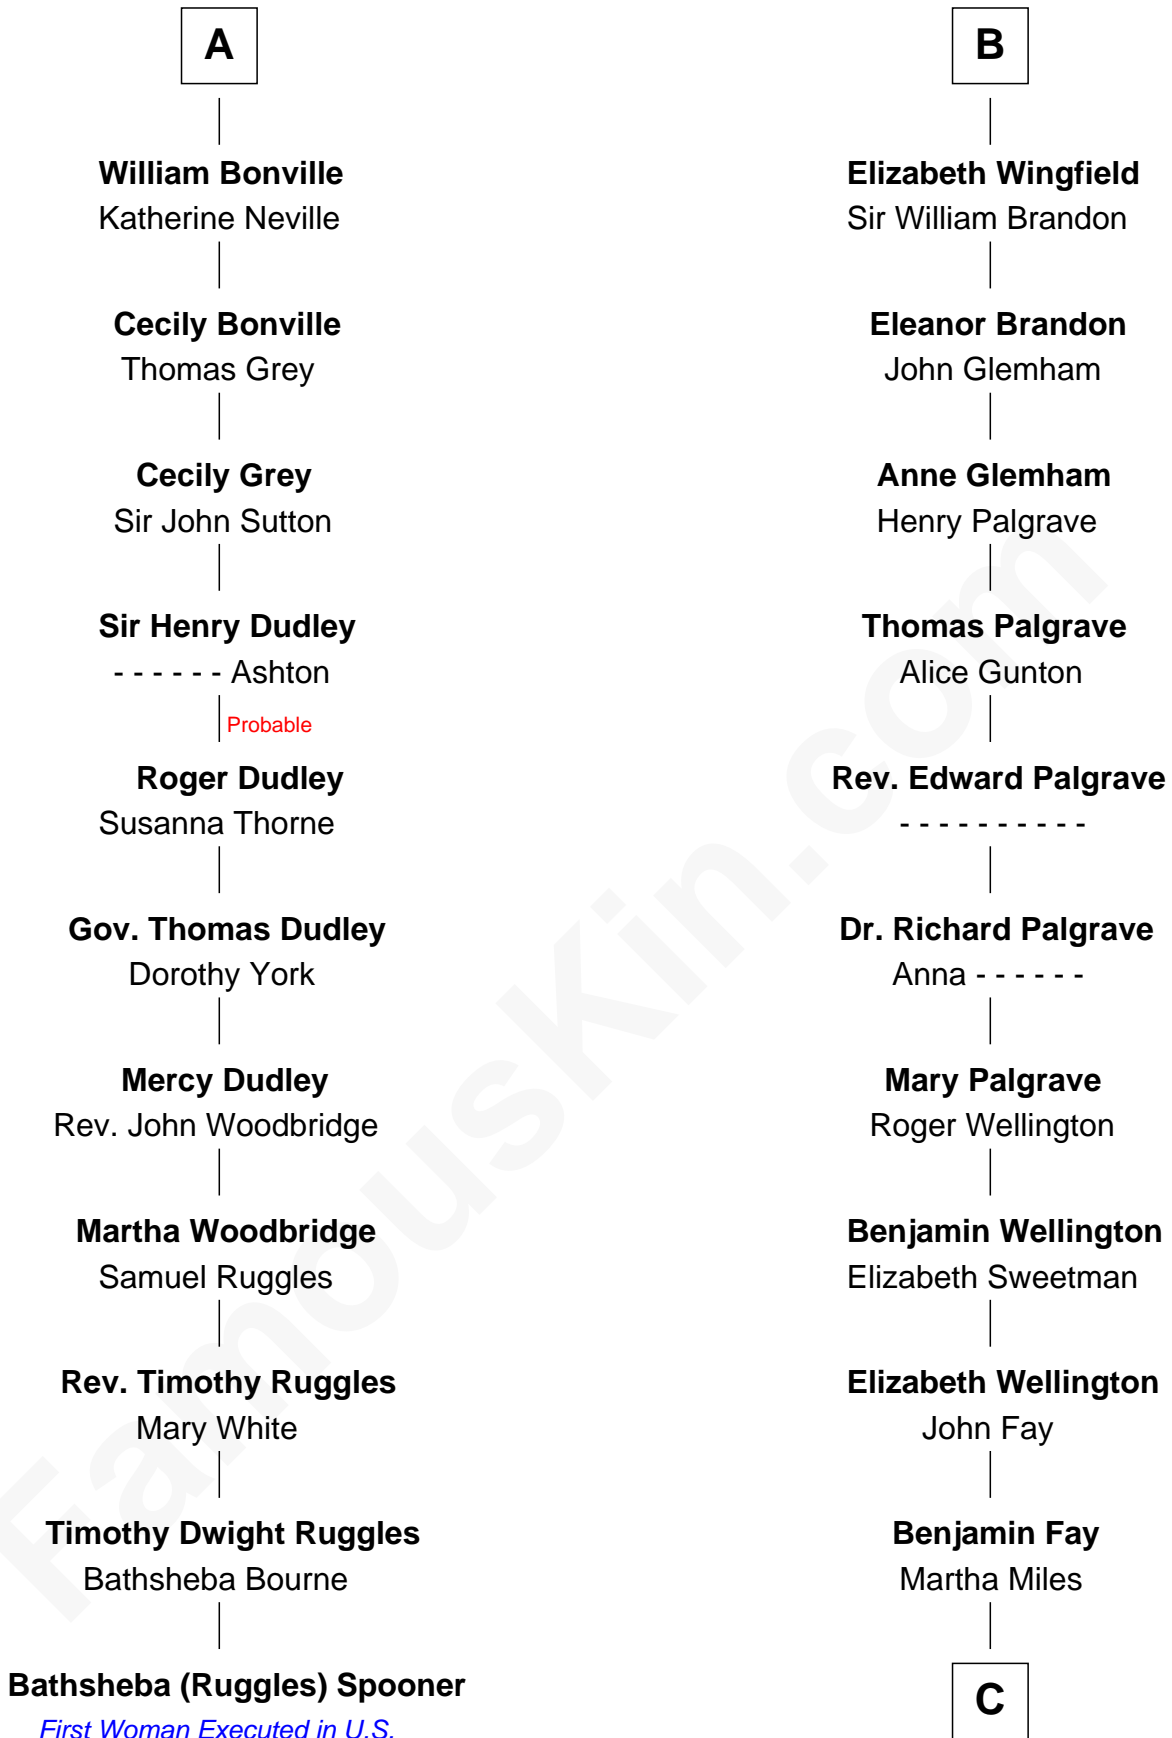 A
William Bonville
Katherine Neville
Cecily Bonville
Thomas Grey
Cecily Grey
Sir John Sutton
Sir Henry Dudley
- - - - - - Ashton
Probable
Roger Dudley
Susanna Thorne
Gov. Thomas Dudley
Dorothy York
Mercy Dudley
Rev. John Woodbridge
Martha Woodbridge
Samuel Ruggles
Rev. Timothy Ruggles
Mary White
Timothy Dwight Ruggles
Bathsheba Bourne
Bathsheba (Ruggles) Spooner
First Woman Executed in U.S.
B
Elizabeth Wingfield
Sir William Brandon
Eleanor Brandon
John Glemham
Anne Glemham
Henry Palgrave
Thomas Palgrave
Alice Gunton
Rev. Edward Palgrave
- - - - - - - - - -
Dr. Richard Palgrave
Anna - - - - - -
Mary Palgrave
Roger Wellington
Benjamin Wellington
Elizabeth Sweetman
Elizabeth Wellington
John Fay
Benjamin Fay
Martha Miles
C
FamousKin.com